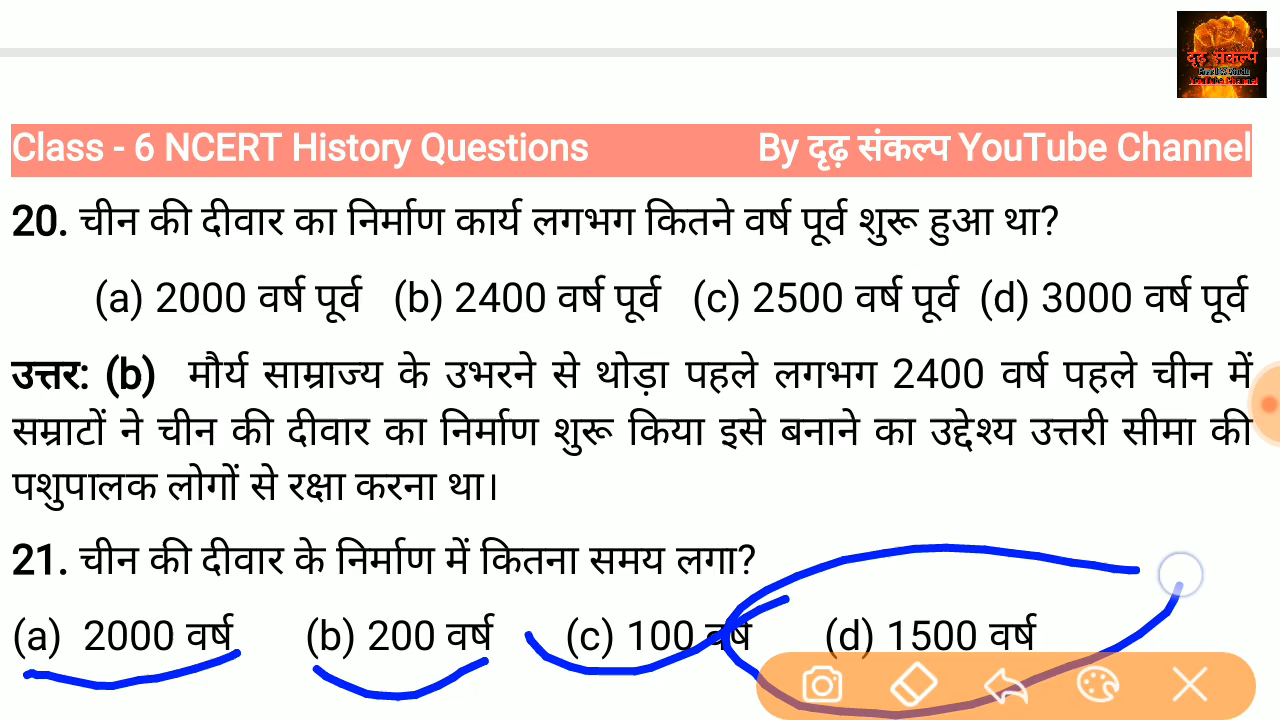 दृढ़ संकल्प
Class - 6 NCERT History Questions By दृढ़ संकल्प YouTube Channel
20. चीन की दीवार का निर्माण कार्य लगभग कितने वर्ष पूर्व शुरू हुआ था?
(a) 2000 वर्ष पूर्व (b) 2400 वर्ष पूर्व (c) 2500 वर्ष पूर्व (d) 3000 वर्ष पूर्व
उत्तर: (b) मौर्य साम्राज्य के उभरने से थोड़ा पहले लगभग 2400 वर्ष पहले चीन में
सम्राटों ने चीन की दीवार का निर्माण शुरू किया इसे बनाने का उद्देश्य उत्तरी सीमा की
पशुपालक लोगों से रक्षा करना था।
21. चीन की दीवार के निर्माण में कितना समय लगा?
(a) 2000 वर्ष (b) 200 वर्ष (c) 100 वर्ष (d) 1500 वर्ष